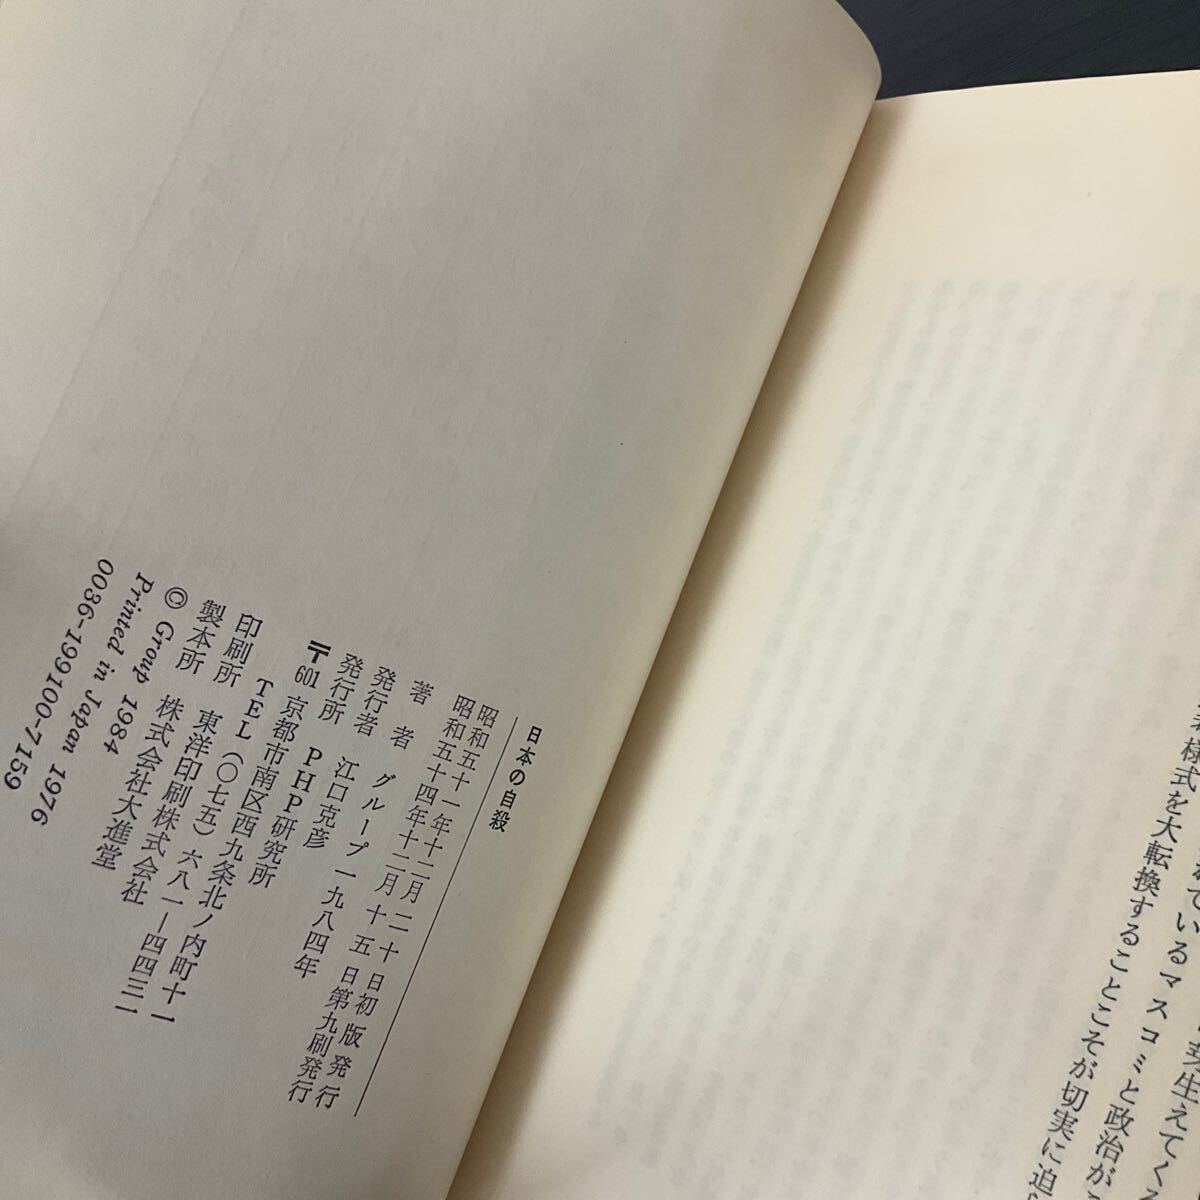 日本の自殺
昭和五十一年十二月二十日初版発行
昭和五十四年十二月十五日第九刷発行
著者 グループ一九八四年
発行者 江口克彦
発行所 PHP研究所
〒601 京都市南区西九条北ノ内町十一
TEL(〇七五)六八一―四四三一
印刷所 東洋印刷株式会社
製本所 株式会社大進堂
© Group 1984
Printed in Japan 1976
0036-199100-7159
生えてくる
れているマスコミと政治が
様式を大転換することこそが切実に迫